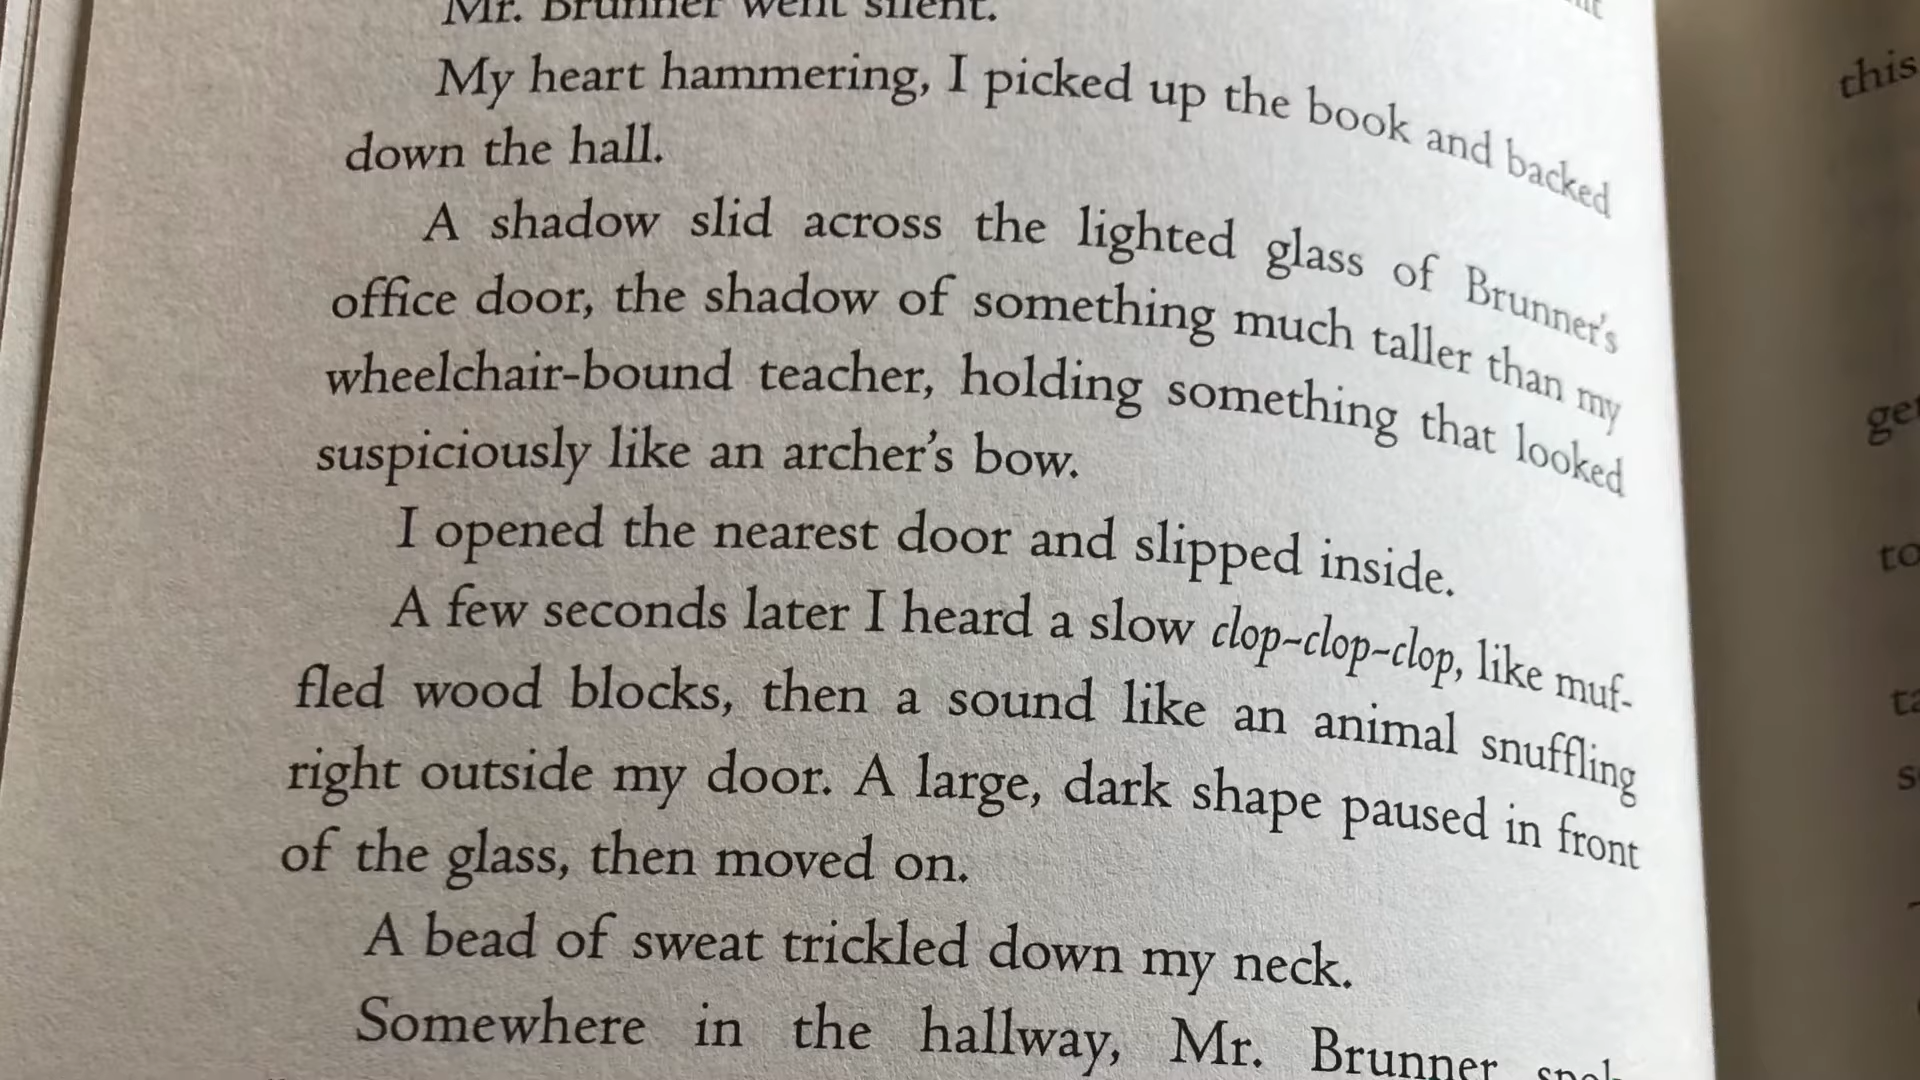 Mr. Brunner went silent.
My heart hammering, I picked up the book and backed
down the hall.
A shadow slid across the lighted glass of Brunner's
office door, the shadow of something much taller than my
wheelchair-bound teacher, holding something that looked
suspiciously like an archer's bow.
I opened the nearest door and slipped inside.
A few seconds later I heard a slow clop-clop-clop, like muf-
fled wood blocks, then a sound like an animal snuffling
right outside my door. A large, dark shape paused in front
of the glass, then moved on.
A bead of sweat trickled down my neck.
Somewhere in the hallway, Mr. Brunner
this
to